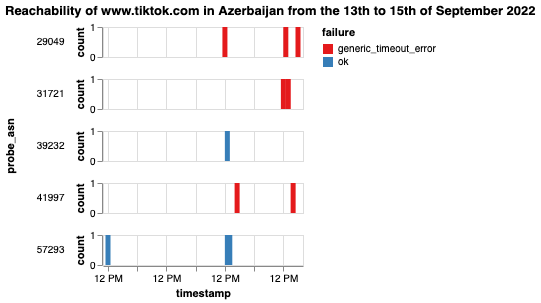 Reachability of www.tiktok.com in Azerbaijan from the 13th to 15th of September 2022
failure
generic_timeout_error
ok
probe_asn
29049
count
1
0
31721
count
1
0
39232
count
1
0
41997
count
1
0
57293
count
1
0
12 PM 12 PM 12 PM 12 PM
timestamp